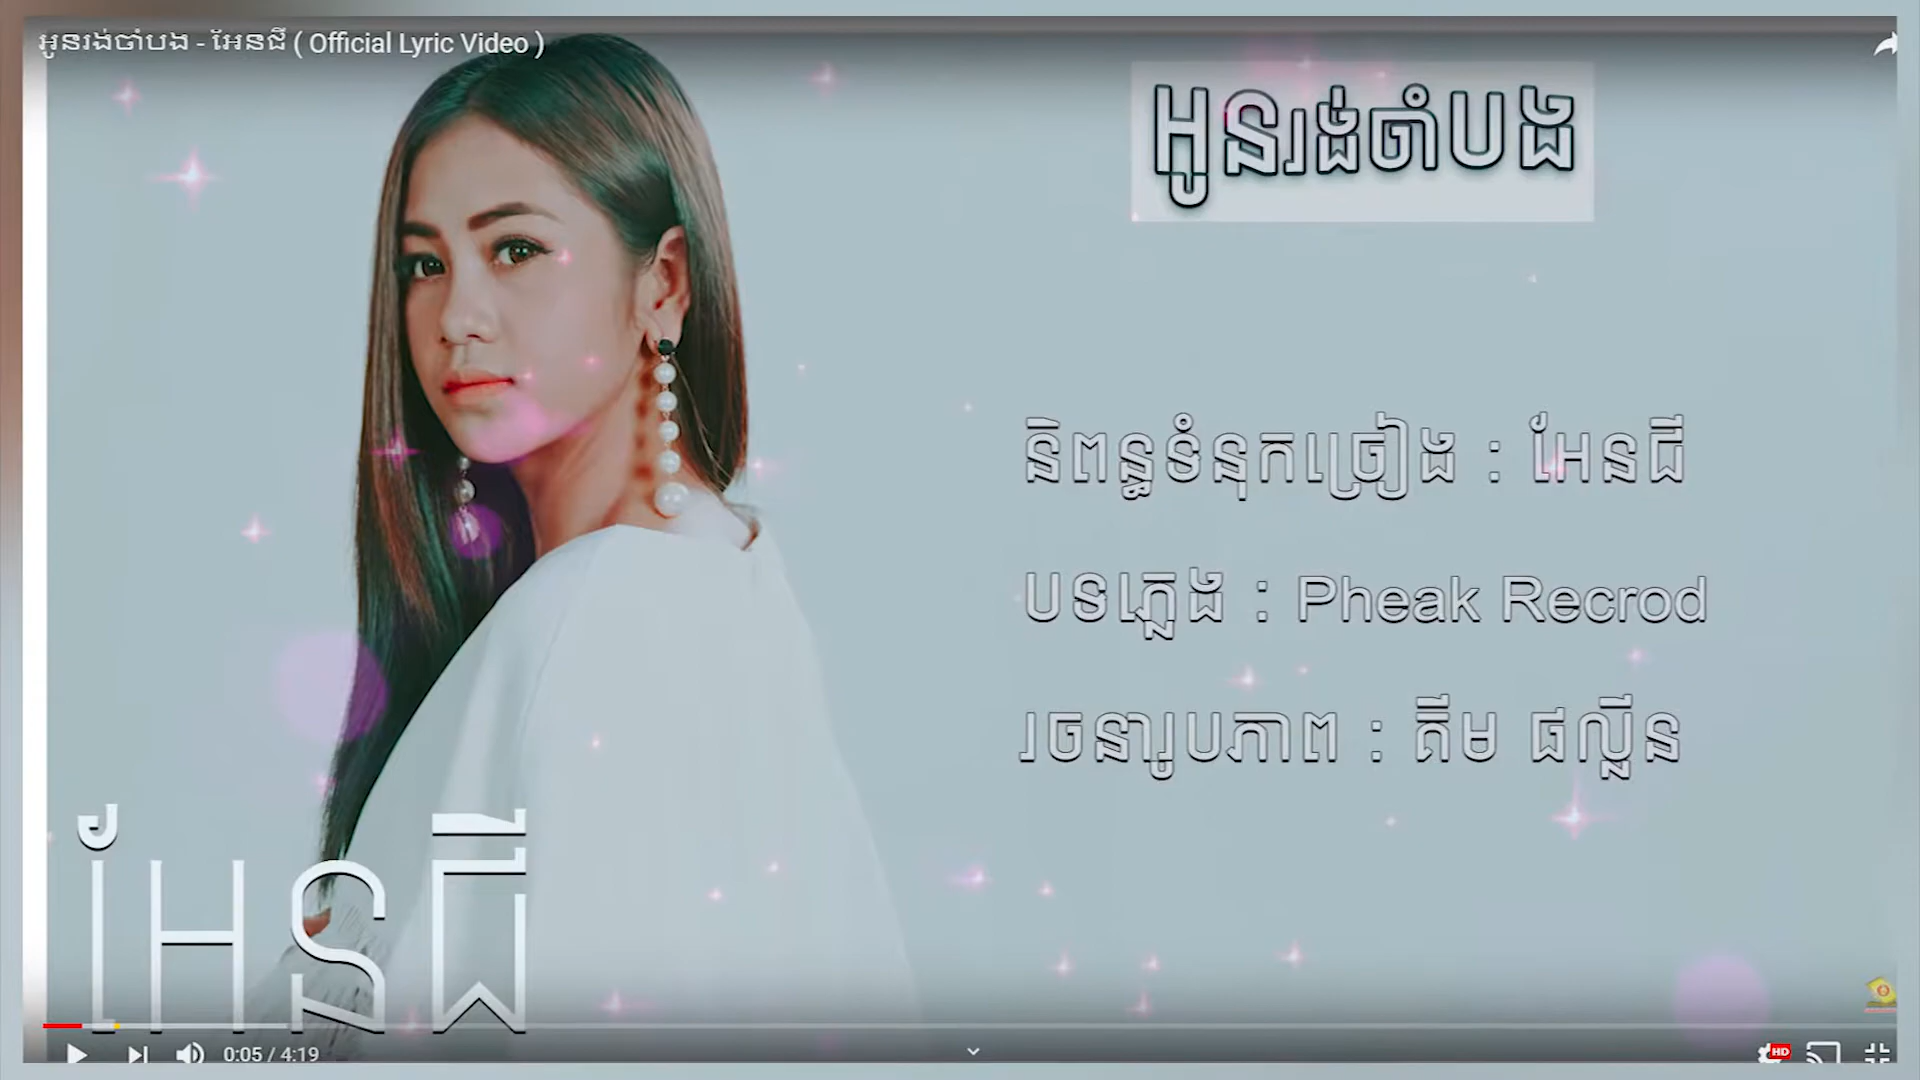 អូនរង់ចាំបង - អែនជី ( Official Lyric Video )
អូនរង់ចាំបង
និពន្ធទំនុកច្រៀង : អែនជី
បទភ្លេង : Pheak Recrod
រចនារូបភាព : គីម ផល្លីន
អែនជី
0:05 / 4:19
HD